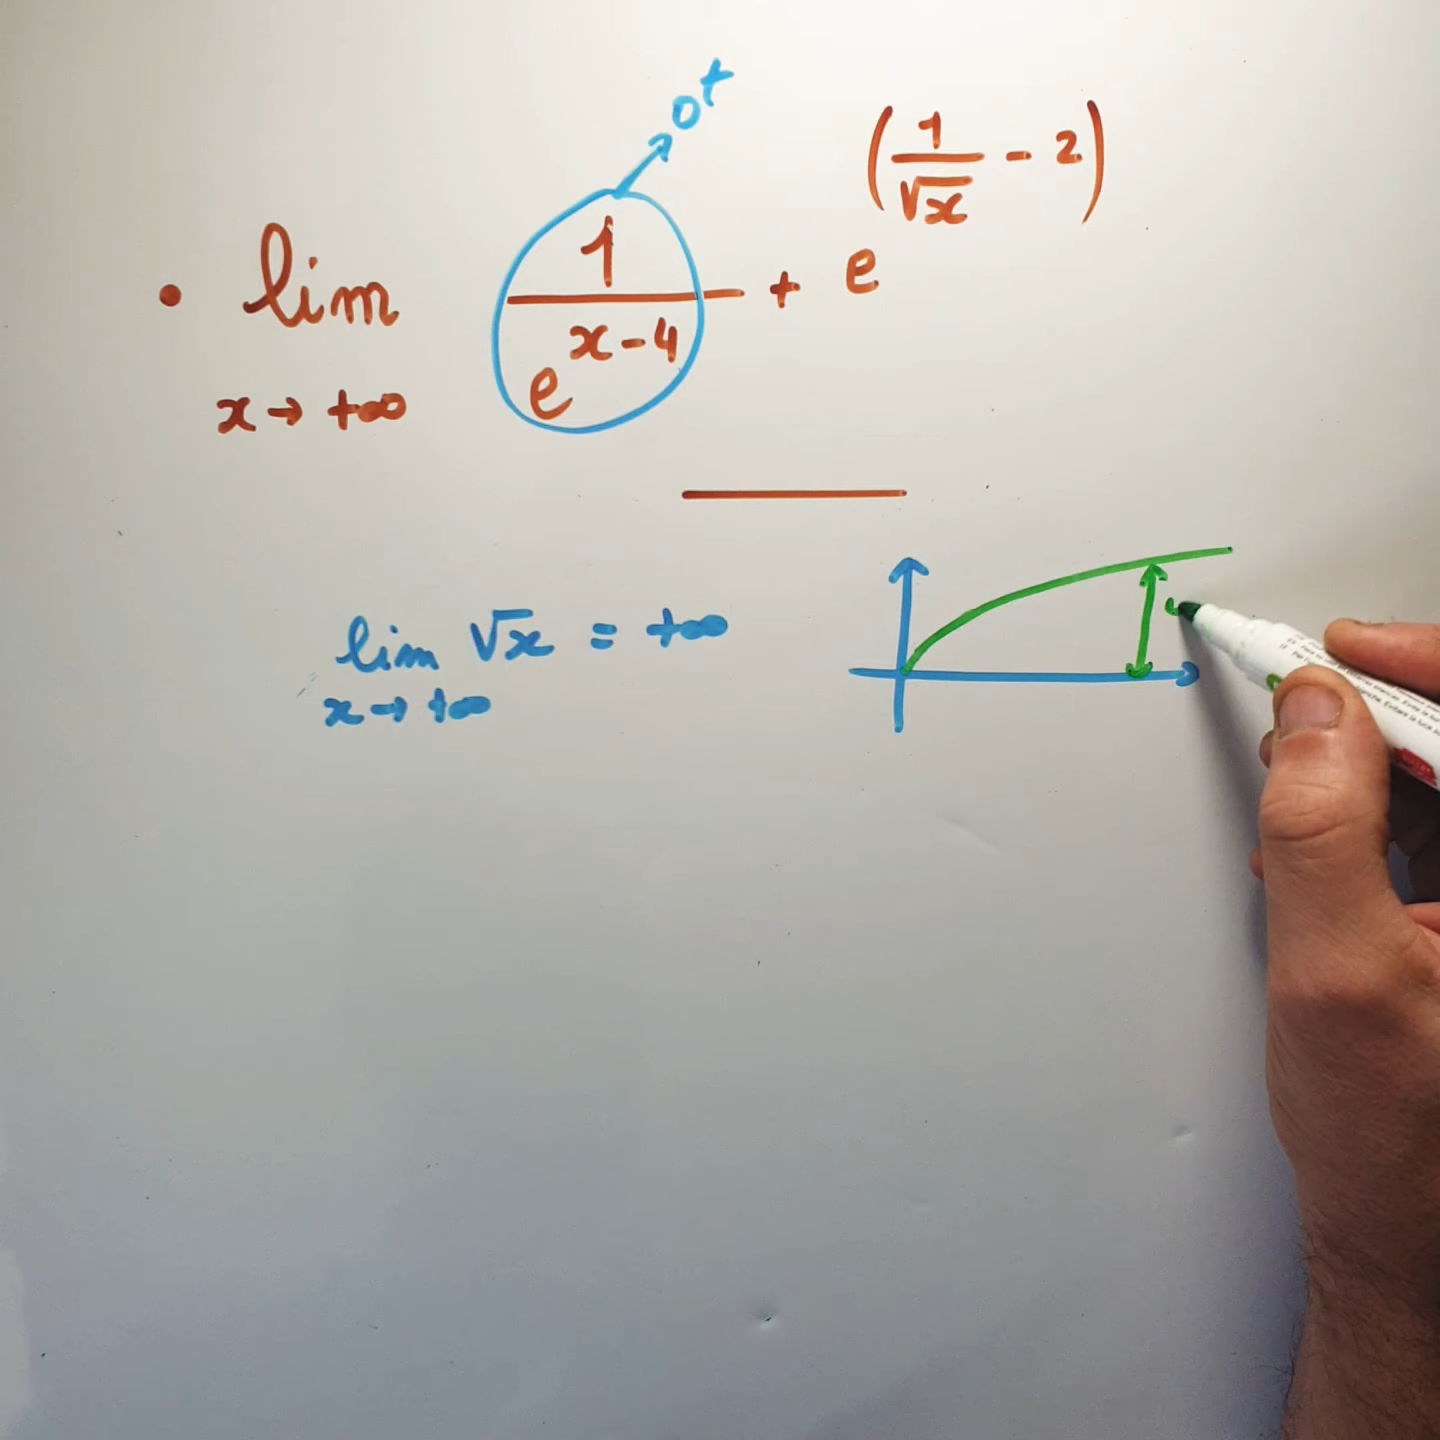 0⁺
• lim 1/e^(x-4) + e^(1/√x - 2)
x → +∞
lim √x = +∞
x → +∞